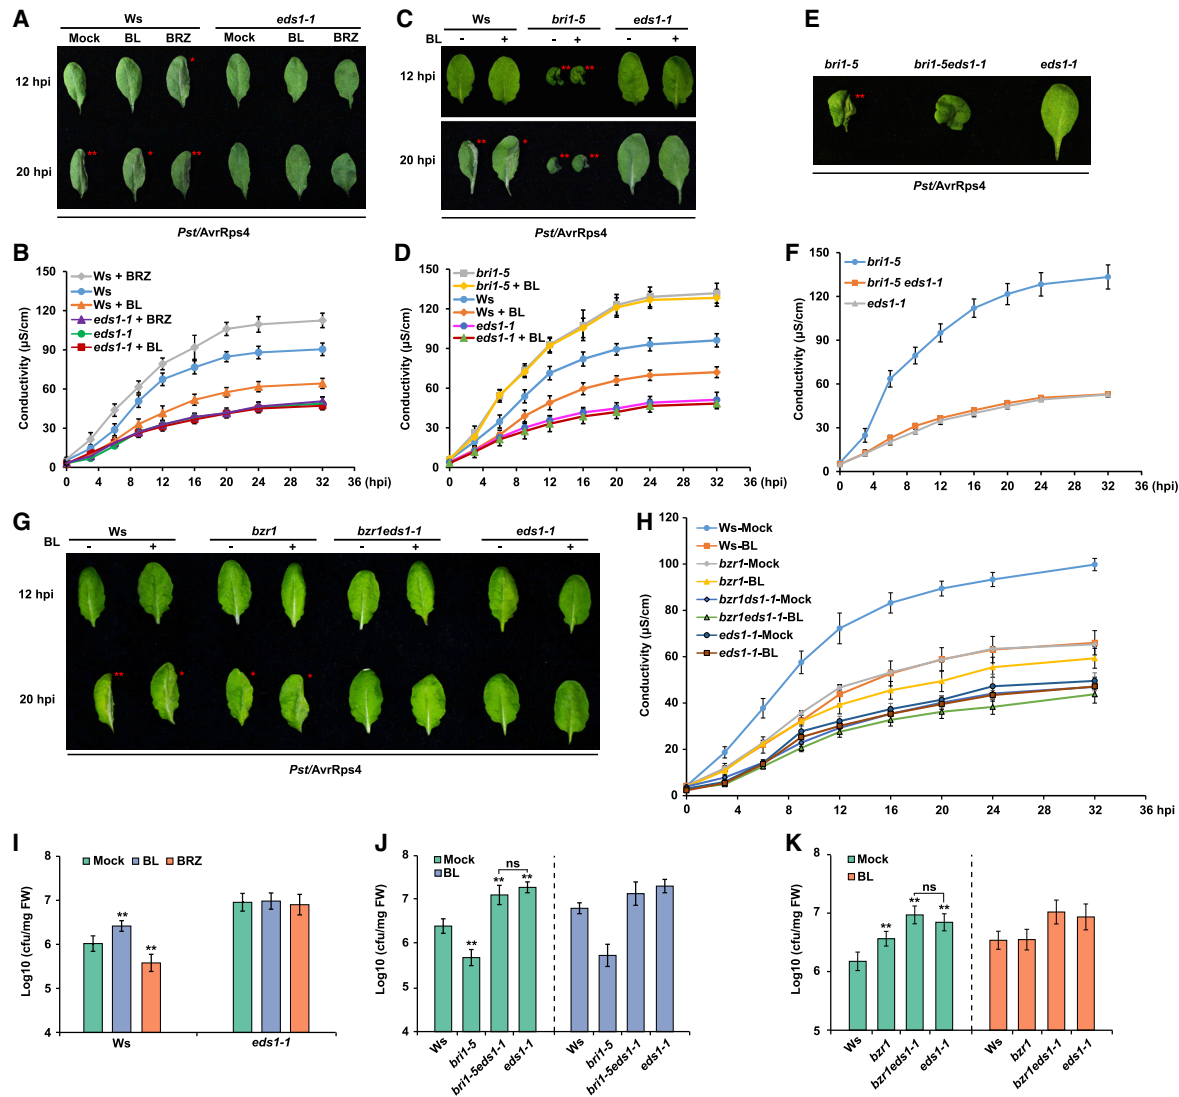 A
Ws
eds1-1
Mock BL BRZ Mock BL BRZ
12 hpi
*
20 hpi
** * **
Pst/AvrRps4
C
Ws bri1-5 eds1-1
BL - + - + - +
12 hpi
** **
20 hpi
** * ** **
Pst/AvrRps4
E
bri1-5 bri1-5eds1-1 eds1-1
**
Pst/AvrRps4
B
Conductivity (µS/cm)
150
120
90
60
30
0
Ws + BRZ
Ws
Ws + BL
eds1-1 + BRZ
eds1-1
eds1-1 + BL
0 4 8 12 16 20 24 28 32 36 (hpi)
D
Conductivity (µS/cm)
150
120
90
60
30
0
bri1-5
bri1-5 + BL
Ws
Ws + BL
eds1-1
eds1-1 + BL
0 4 8 12 16 20 24 28 32 36 (hpi)
F
Conductivity (µS/cm)
150
120
90
60
30
0
bri1-5
bri1-5 eds1-1
eds1-1
0 4 8 12 16 20 24 28 32 36 (hpi)
G
Ws bzr1 bzr1eds1-1 eds1-1
BL - + - + - + - +
12 hpi
20 hpi
** * * *
Pst/AvrRps4
H
Conductivity (µS/cm)
120
100
80
60
40
20
0
Ws-Mock
Ws-BL
bzr1-Mock
bzr1-BL
bzr1ds1-1-Mock
bzr1eds1-1-BL
eds1-1-Mock
eds1-1-BL
0 4 8 12 16 20 24 28 32 36 hpi
I
Log10 (cfu/mg FW)
8
7
6
5
4
Mock BL BRZ
** **
Ws eds1-1
J
Log10 (cfu/mg FW)
8
7
6
5
4
Mock
BL
ns
** ** **
Ws bri1-5 bri1-5eds1-1 eds1-1 Ws bri1-5 bri1-5eds1-1 eds1-1
K
Log10 (cfu/mg FW)
8
7
6
5
Mock
BL
ns
** ** **
Ws bzr1 bzr1eds1-1 eds1-1 Ws bzr1 bzr1eds1-1 eds1-1